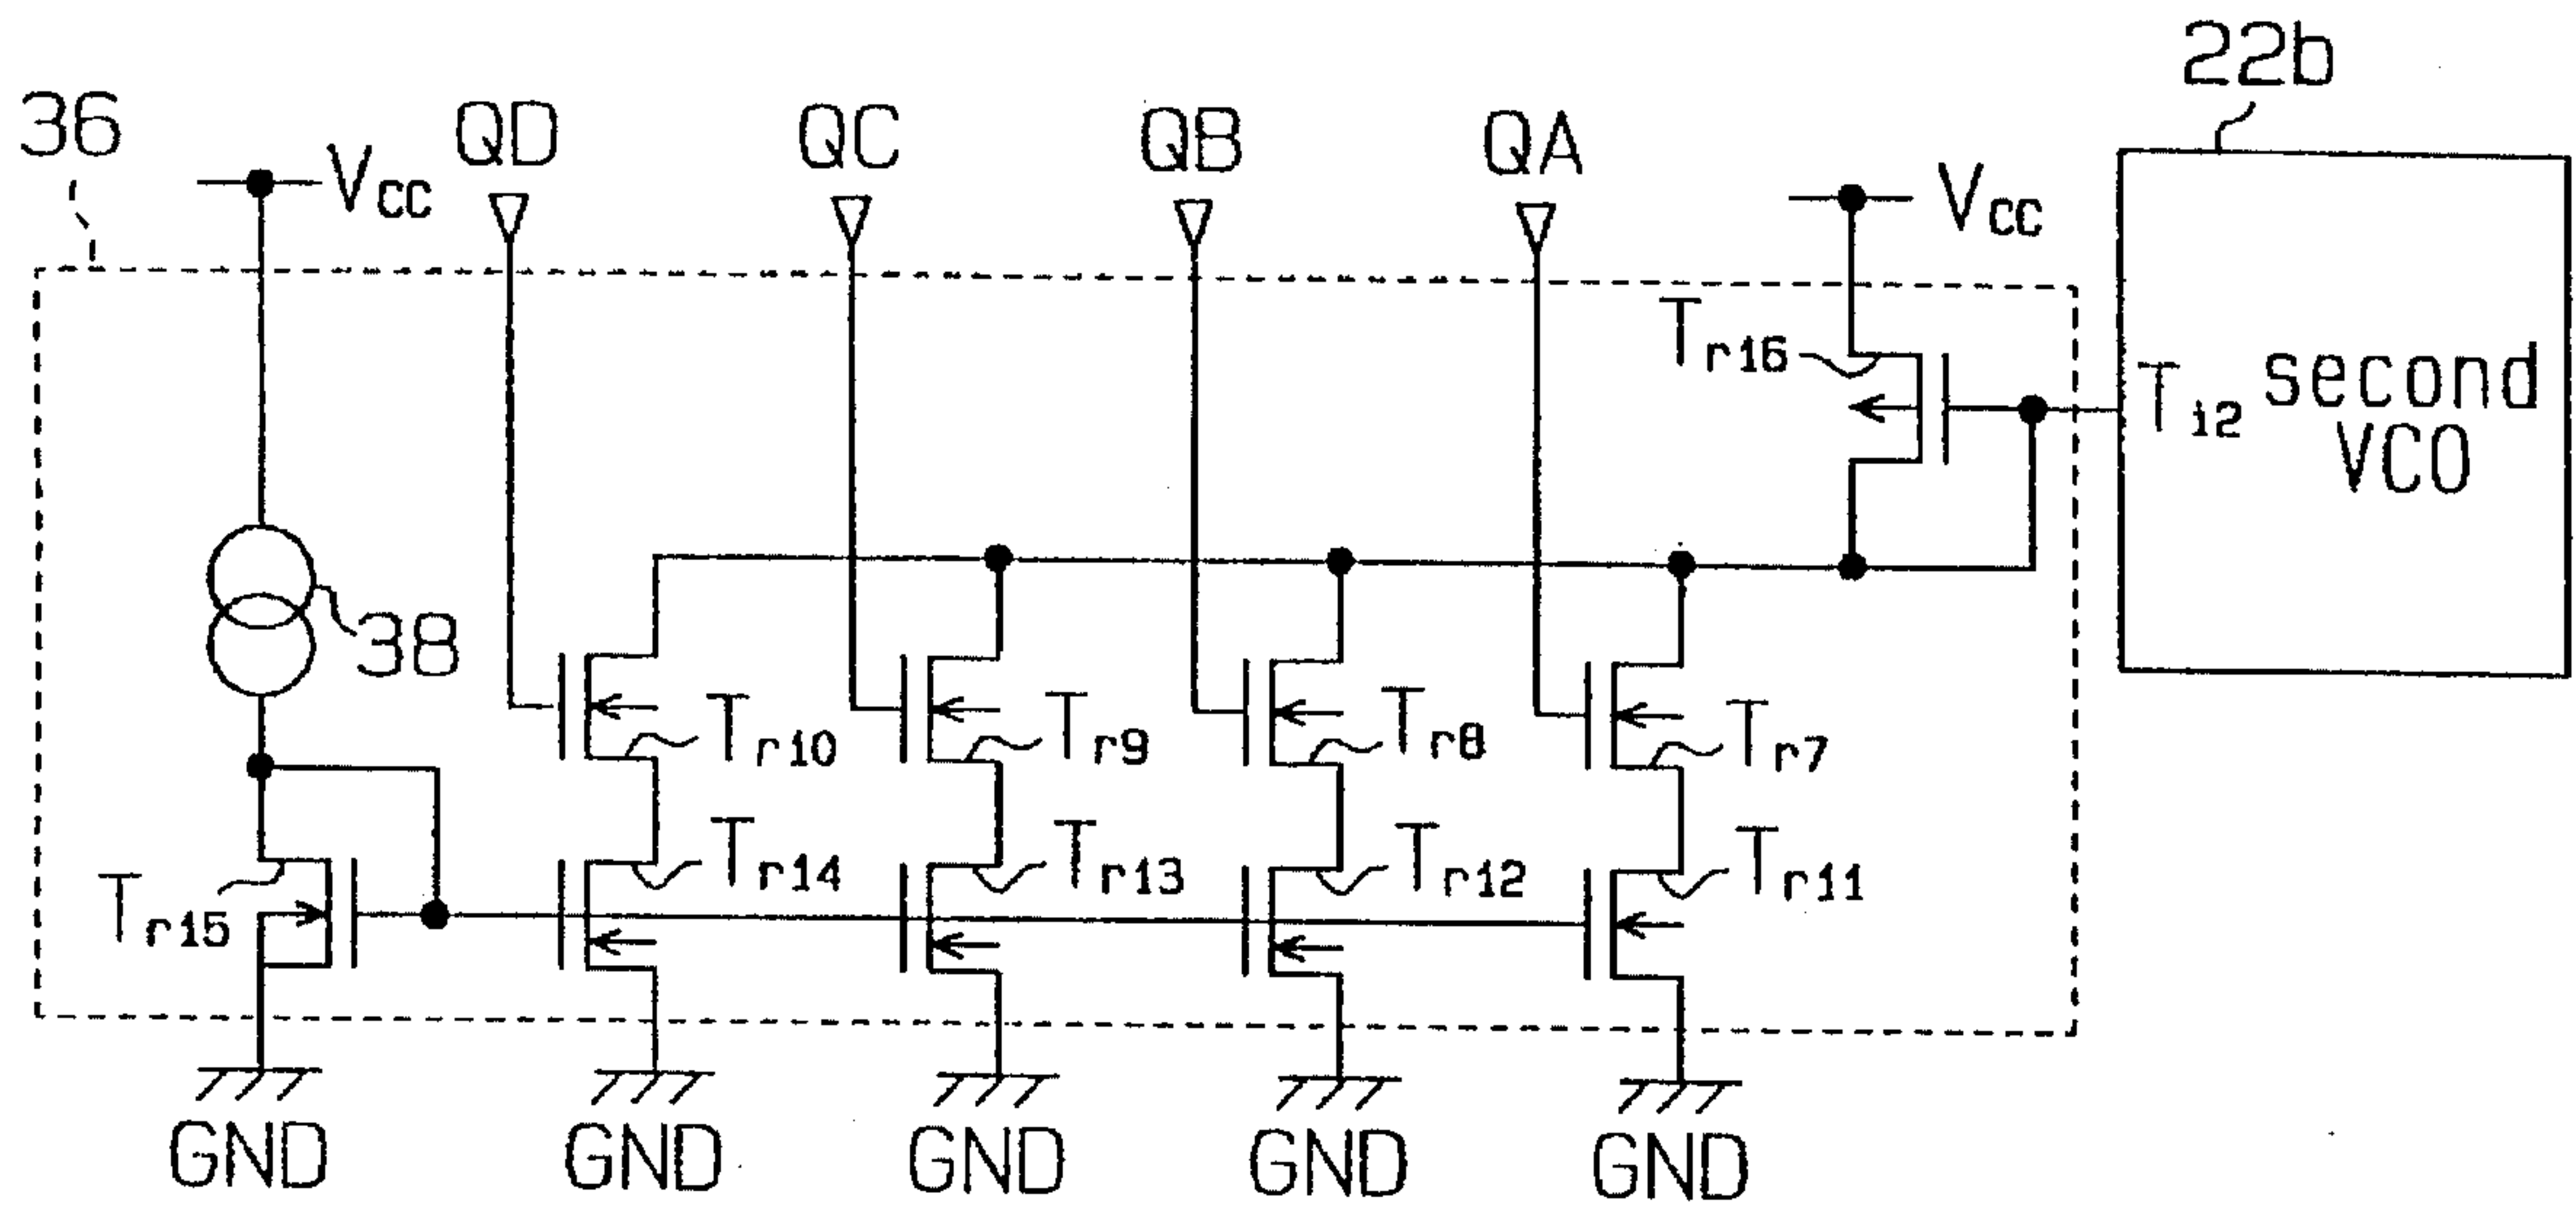 22b
36
VCC
QD
QC
QB
QA
VCC
Tr16
Ti2
second
VCO
38
Tr10
Tr9
Tr8
Tr7
Tr15
Tr14
Tr13
Tr12
Tr11
GND
GND
GND
GND
GND